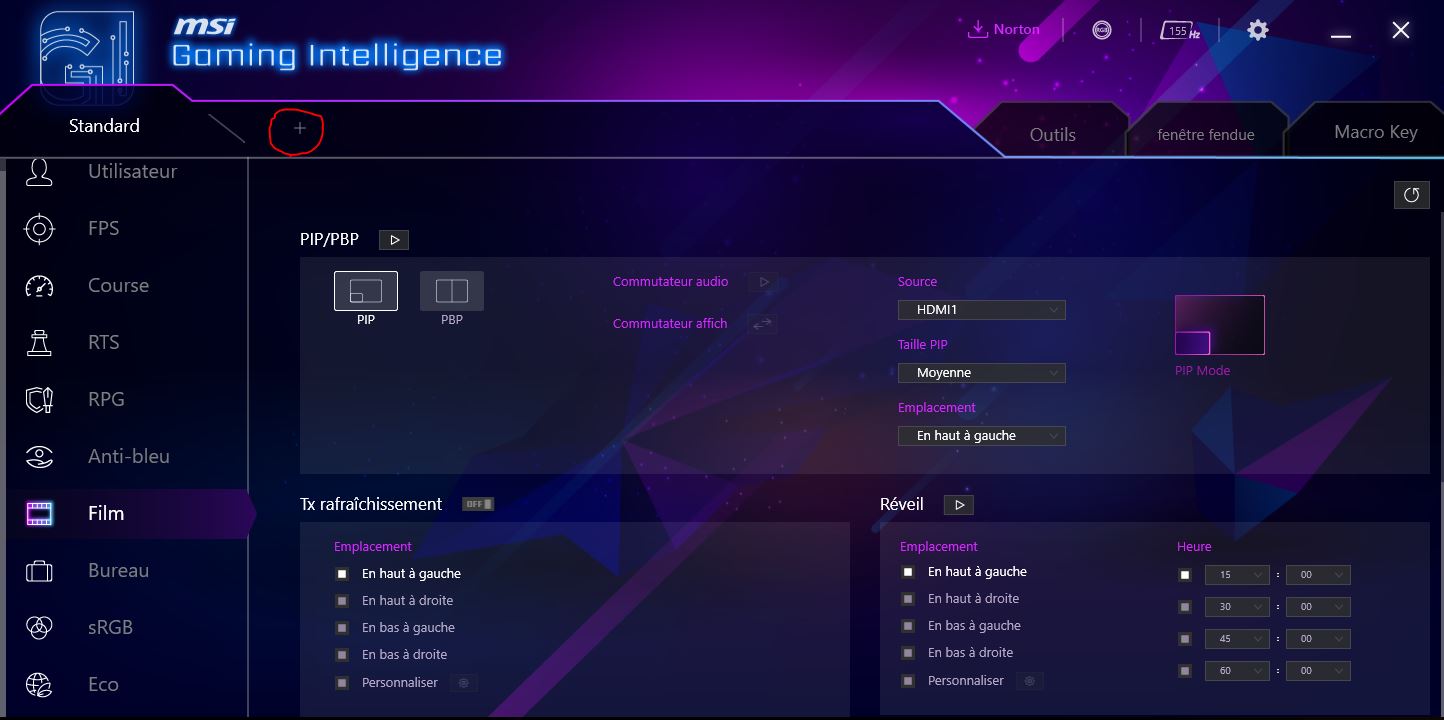 msi
Gaming Intelligence
Norton
RGB
155 Hz
Standard
+
Outils
fenêtre fendue
Macro Key
Utilisateur
FPS
Course
RTS
RPG
Anti-bleu
Film
Bureau
sRGB
Eco
PIP/PBP
PIP
PBP
Commutateur audio
Commutateur affich
Source
HDMI1
Taille PIP
Moyenne
Emplacement
En haut à gauche
PIP Mode
Tx rafraîchissement
OFF
Emplacement
En haut à gauche
En haut à droite
En bas à gauche
En bas à droite
Personnaliser
Réveil
Emplacement
En haut à gauche
En haut à droite
En bas à gauche
En bas à droite
Personnaliser
Heure
15 : 00
30 : 00
45 : 00
60 : 00